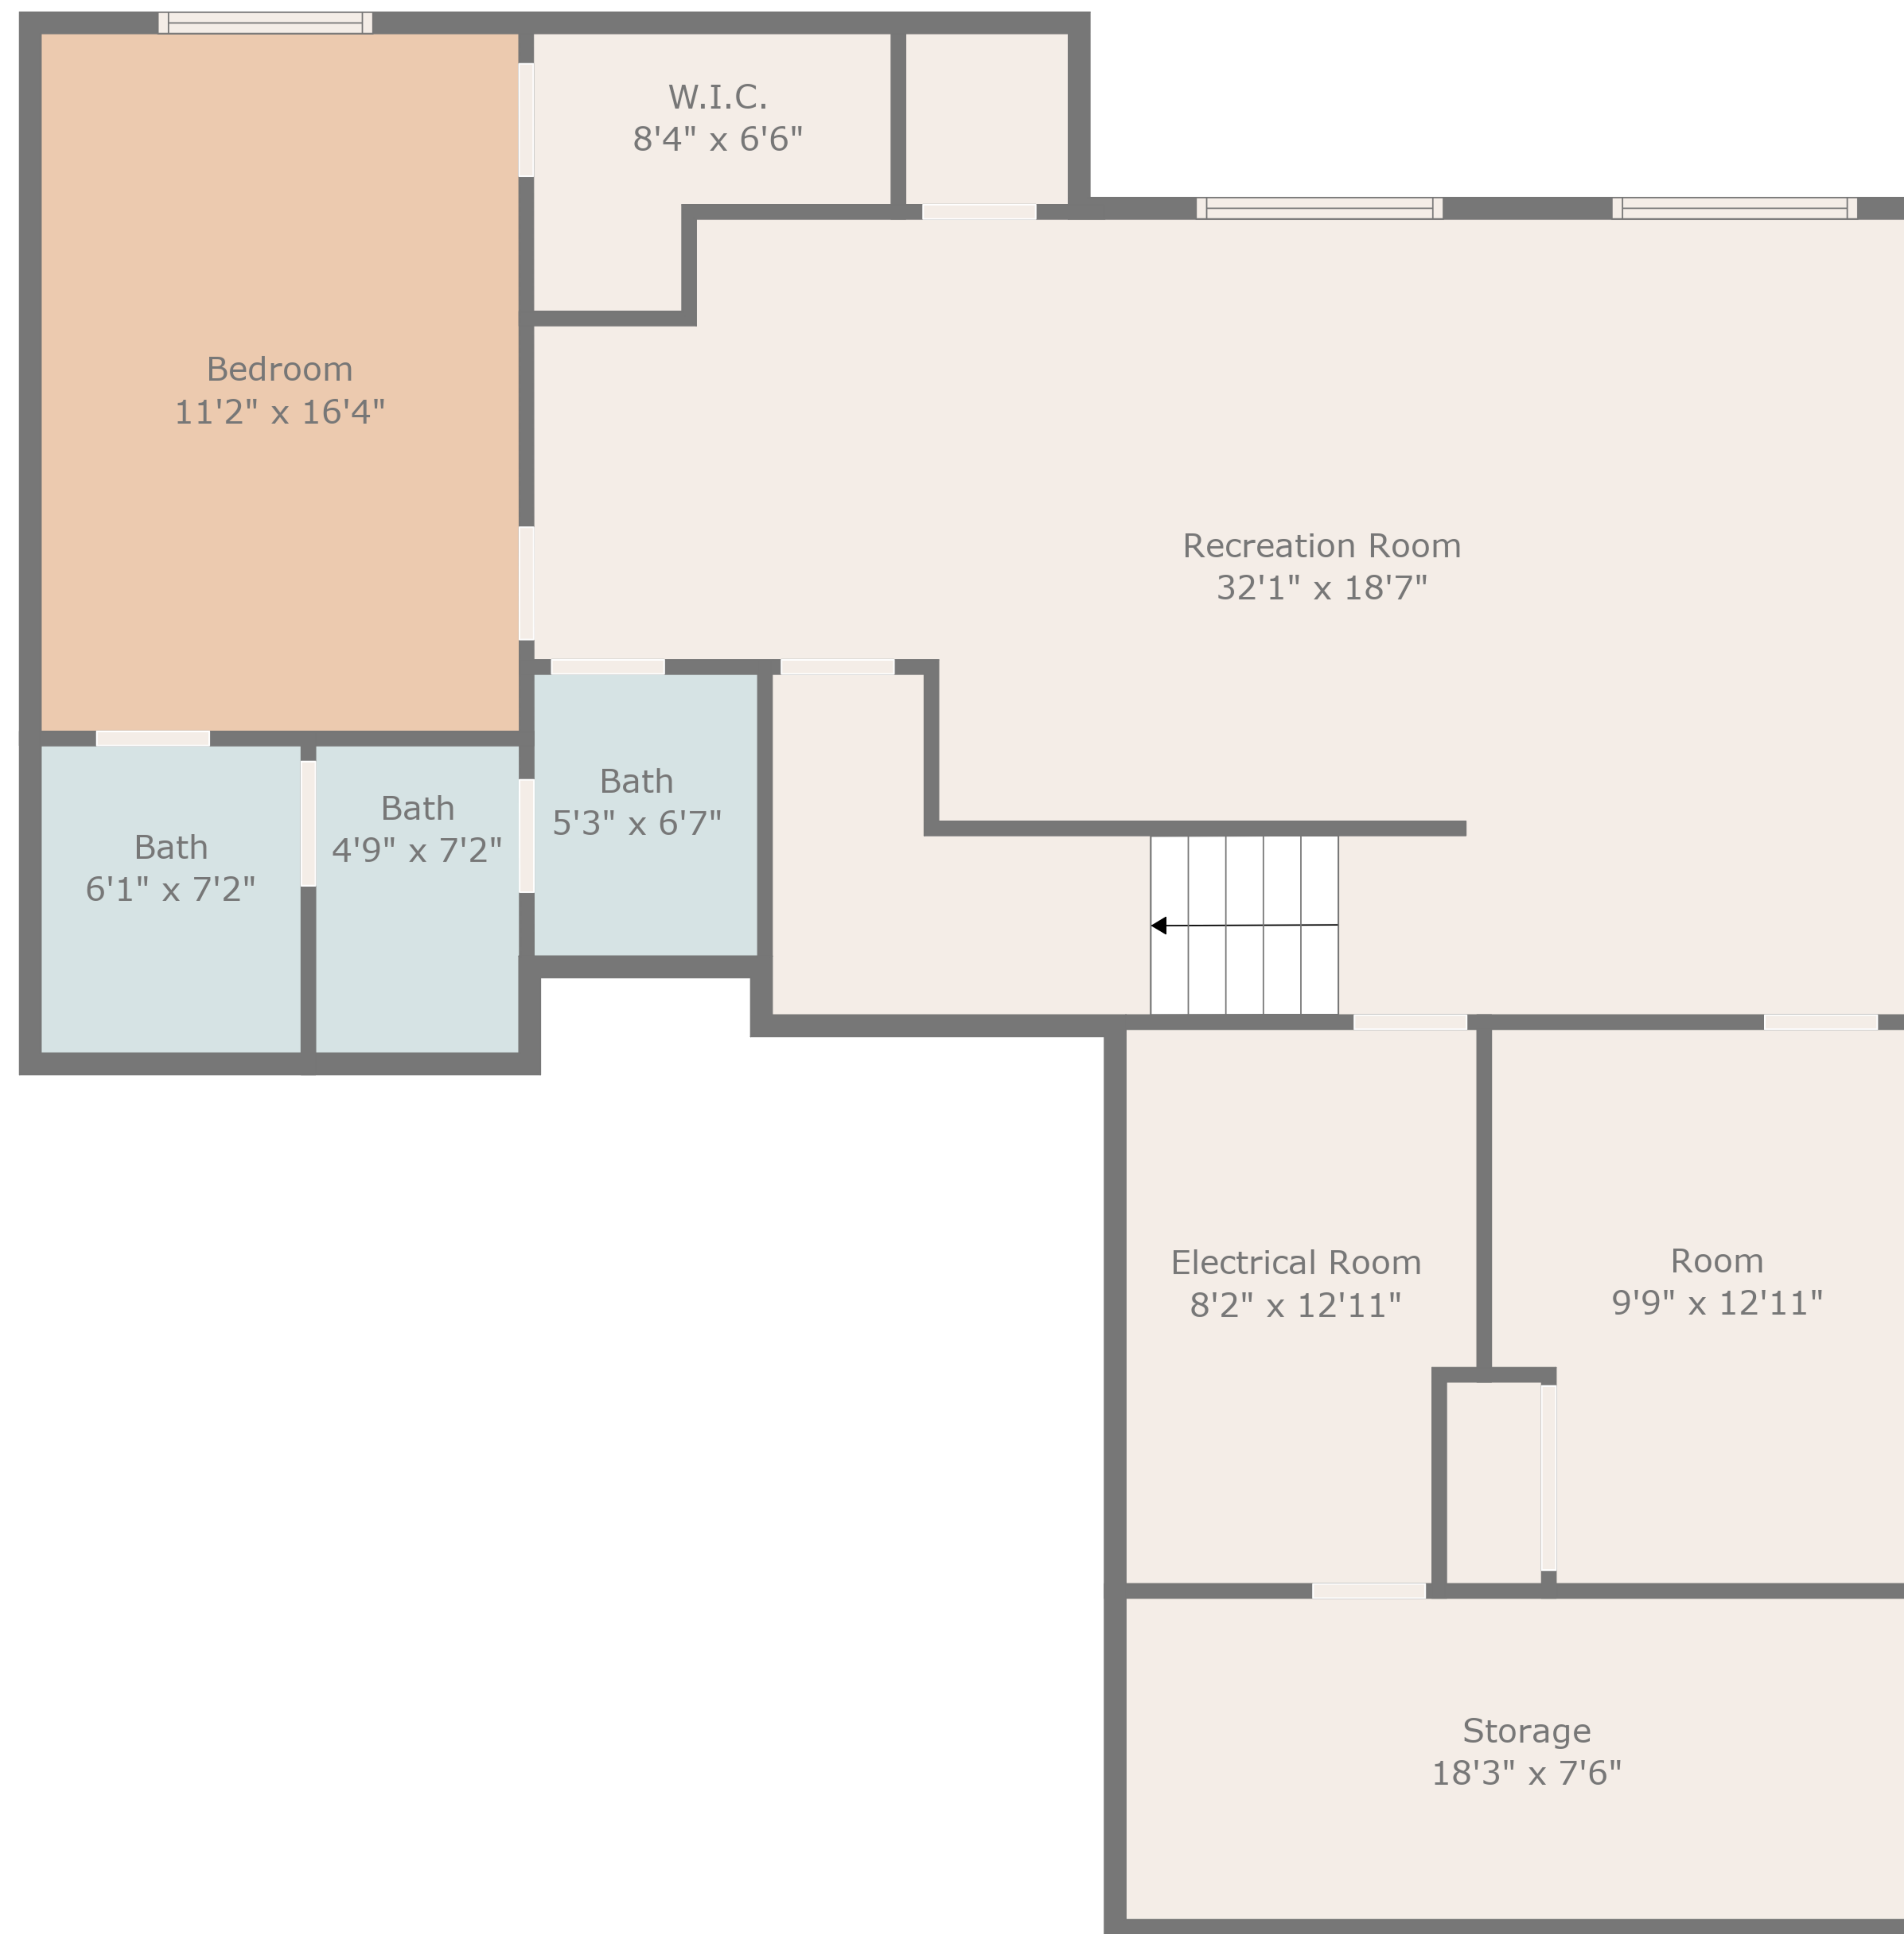 W.I.C.
8'4" x 6'6"
Bedroom
11'2" x 16'4"
Recreation Room
32'1" x 18'7"
Bath
5'3" x 6'7"
Bath
4'9" x 7'2"
Bath
6'1" x 7'2"
Electrical Room
8'2" x 12'11"
Room
9'9" x 12'11"
Storage
18'3" x 7'6"